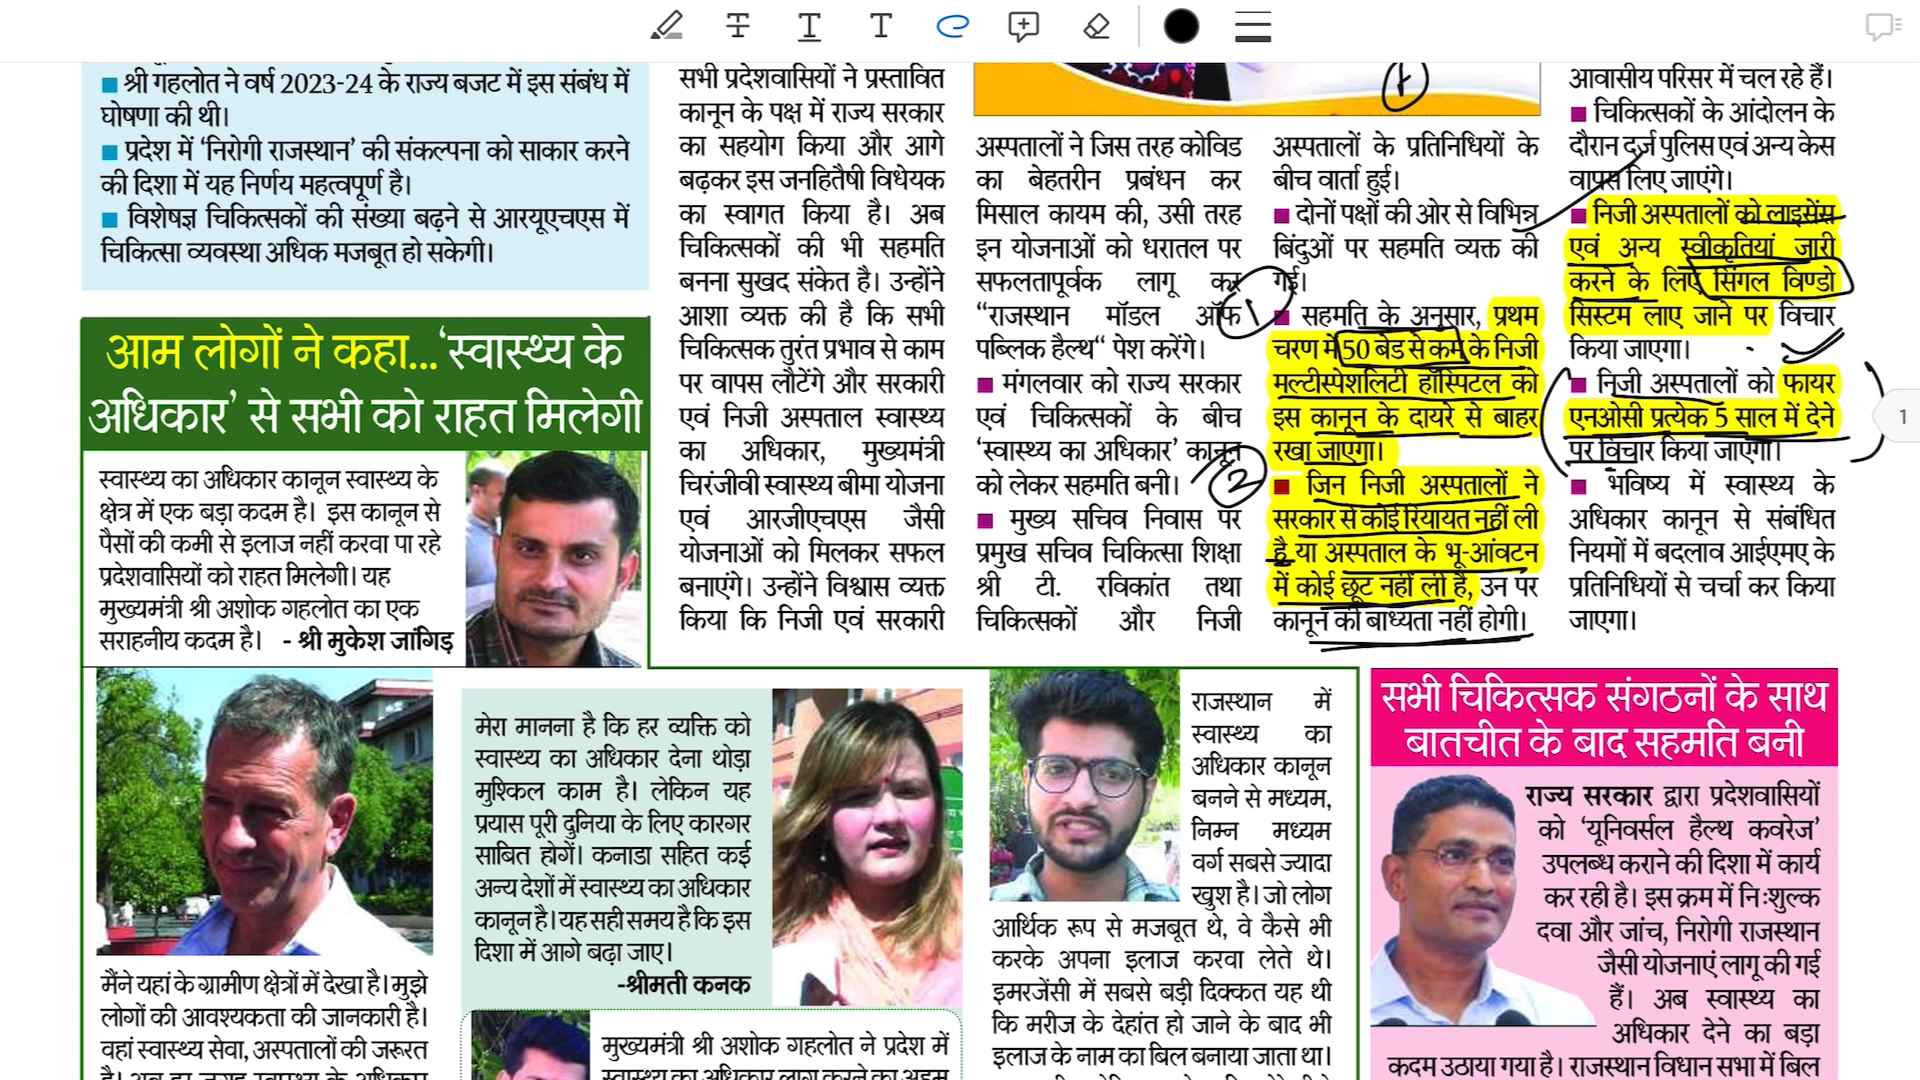 श्री गहलोत ने वर्ष 2023-24 के राज्य बजट में इस संबंध में
घोषणा की थी।
प्रदेश में ‘निरोगी राजस्थान’ की संकल्पना को साकार करने
की दिशा में यह निर्णय महत्वपूर्ण है।
विशेषज्ञ चिकित्सकों की संख्या बढ़ने से आरयूएचएस में
चिकित्सा व्यवस्था अधिक मजबूत हो सकेगी।
आम लोगों ने कहा...‘स्वास्थ्य के
अधिकार’ से सभी को राहत मिलेगी
स्वास्थ्य का अधिकार कानून स्वास्थ्य के
क्षेत्र में एक बड़ा कदम है। इस कानून से
पैसों की कमी से इलाज नहीं करवा पा रहे
प्रदेशवासियों को राहत मिलेगी। यह
मुख्यमंत्री श्री अशोक गहलोत का एक
सराहनीय कदम है। - श्री मुकेश जांगिड़
सभी प्रदेशवासियों ने प्रस्तावित
कानून के पक्ष में राज्य सरकार
का सहयोग किया और आगे
बढ़कर इस जनहितैषी विधेयक
का स्वागत किया है। अब
चिकित्सकों की भी सहमति
बनना सुखद संकेत है। उन्होंने
आशा व्यक्त की है कि सभी
चिकित्सक तुरंत प्रभाव से काम
पर वापस लौटेंगे और सरकारी
एवं निजी अस्पताल स्वास्थ्य
का अधिकार, मुख्यमंत्री
चिरंजीवी स्वास्थ्य बीमा योजना
एवं आरजीएचएस जैसी
योजनाओं को मिलकर सफल
बनाएंगे। उन्होंने विश्वास व्यक्त
किया कि निजी एवं सरकारी
अस्पतालों ने जिस तरह कोविड
का बेहतरीन प्रबंधन कर
मिसाल कायम की, उसी तरह
इन योजनाओं को धरातल पर
सफलतापूर्वक लागू कर
“राजस्थान मॉडल ऑफ
पब्लिक हैल्थ“ पेश करेंगे।
मंगलवार को राज्य सरकार
एवं चिकित्सकों के बीच
‘स्वास्थ्य का अधिकार’ कानून
को लेकर सहमति बनी।
मुख्य सचिव निवास पर
प्रमुख सचिव चिकित्सा शिक्षा
श्री टी. रविकांत तथा
चिकित्सकों और निजी
अस्पतालों के प्रतिनिधियों के
बीच वार्ता हुई।
दोनों पक्षों की ओर से विभिन्न
बिंदुओं पर सहमति व्यक्त की
गई।
1
सहमति के अनुसार, प्रथम
चरण में 50 बेड से कम के निजी
मल्टीस्पेशलिटी हॉस्पिटल को
इस कानून के दायरे से बाहर
रखा जाएगा।
2
जिन निजी अस्पतालों ने
सरकार से कोई रियायत नहीं ली
है या अस्पताल के भू-आंवटन
में कोई छूट नहीं ली है, उन पर
कानून की बाध्यता नहीं होगी।
आवासीय परिसर में चल रहे हैं।
चिकित्सकों के आंदोलन के
दौरान दर्ज पुलिस एवं अन्य केस
वापस लिए जाएंगे।
निजी अस्पतालों को लाइसेंस
एवं अन्य स्वीकृतियां जारी
करने के लिए सिंगल विण्डो
सिस्टम लाए जाने पर विचार
किया जाएगा।
निजी अस्पतालों को फायर
एनओसी प्रत्येक 5 साल में देने
पर विचार किया जाएगा।
भविष्य में स्वास्थ्य के
अधिकार कानून से संबंधित
नियमों में बदलाव आईएमए के
प्रतिनिधियों से चर्चा कर किया
जाएगा।
1
मैंने यहां के ग्रामीण क्षेत्रों में देखा है। मुझे
लोगों की आवश्यकता की जानकारी है।
वहां स्वास्थ्य सेवा, अस्पतालों की जरूरत
मेरा मानना है कि हर व्यक्ति को
स्वास्थ्य का अधिकार देना थोड़ा
मुश्किल काम है। लेकिन यह
प्रयास पूरी दुनिया के लिए कारगर
साबित होगें। कनाडा सहित कई
अन्य देशों में स्वास्थ्य का अधिकार
कानून है। यह सही समय है कि इस
दिशा में आगे बढ़ा जाए।
-श्रीमती कनक
मुख्यमंत्री श्री अशोक गहलोत ने प्रदेश में
स्वास्थ्य का अधिकार लागू करने का अहम
राजस्थान में
स्वास्थ्य का
अधिकार कानून
बनने से मध्यम,
निम्न मध्यम
वर्ग सबसे ज्यादा
खुश है। जो लोग
आर्थिक रूप से मजबूत थे, वे कैसे भी
करके अपना इलाज करवा लेते थे।
इमरजेंसी में सबसे बड़ी दिक्कत यह थी
कि मरीज के देहांत हो जाने के बाद भी
इलाज के नाम का बिल बनाया जाता था।
सभी चिकित्सक संगठनों के साथ
बातचीत के बाद सहमति बनी
राज्य सरकार द्वारा प्रदेशवासियों
को ‘यूनिवर्सल हैल्थ कवरेज’
उपलब्ध कराने की दिशा में कार्य
कर रही है। इस क्रम में नि:शुल्क
दवा और जांच, निरोगी राजस्थान
जैसी योजनाएं लागू की गई
हैं। अब स्वास्थ्य का
अधिकार देने का बड़ा
कदम उठाया गया है। राजस्थान विधान सभा में बिल